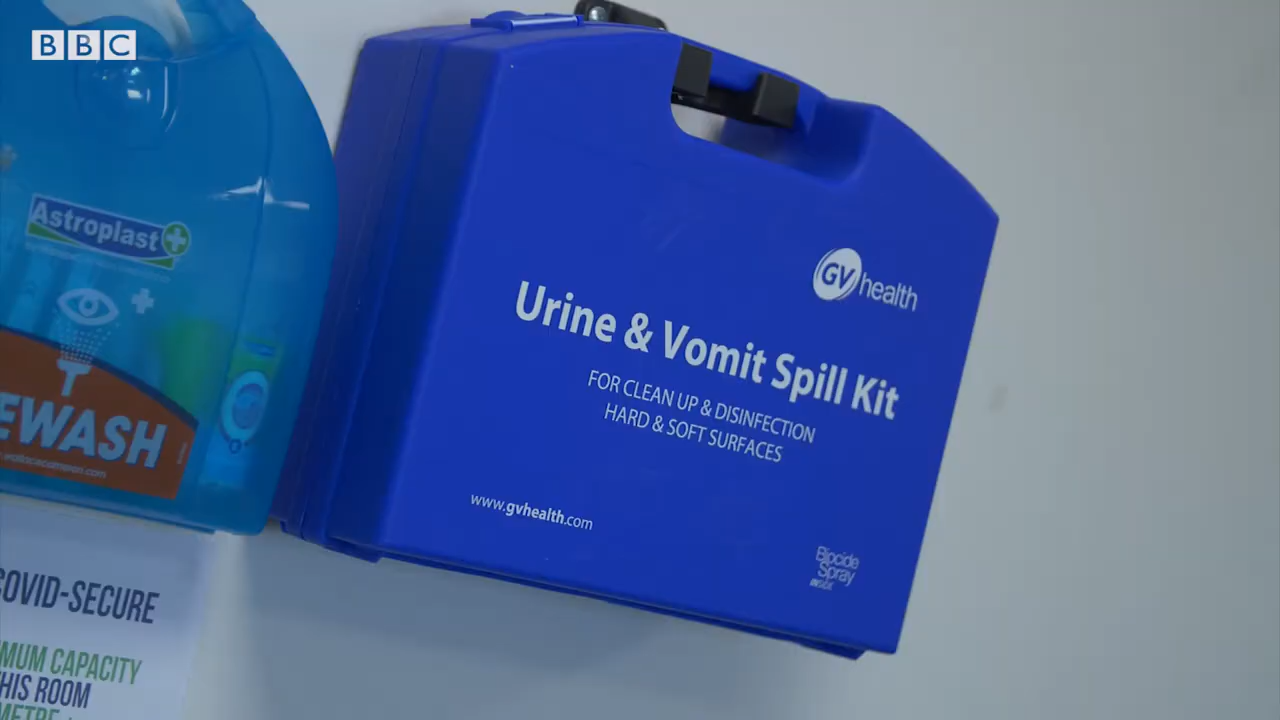 BBC
Astroplast
EWASH
GV health
Urine & Vomit Spill Kit
FOR CLEAN UP & DISINFECTION
HARD & SOFT SURFACES
www.gvhealth.com
Biocide
Spray
INSIDE
COVID-SECURE
MUM CAPACITY
HIS ROOM